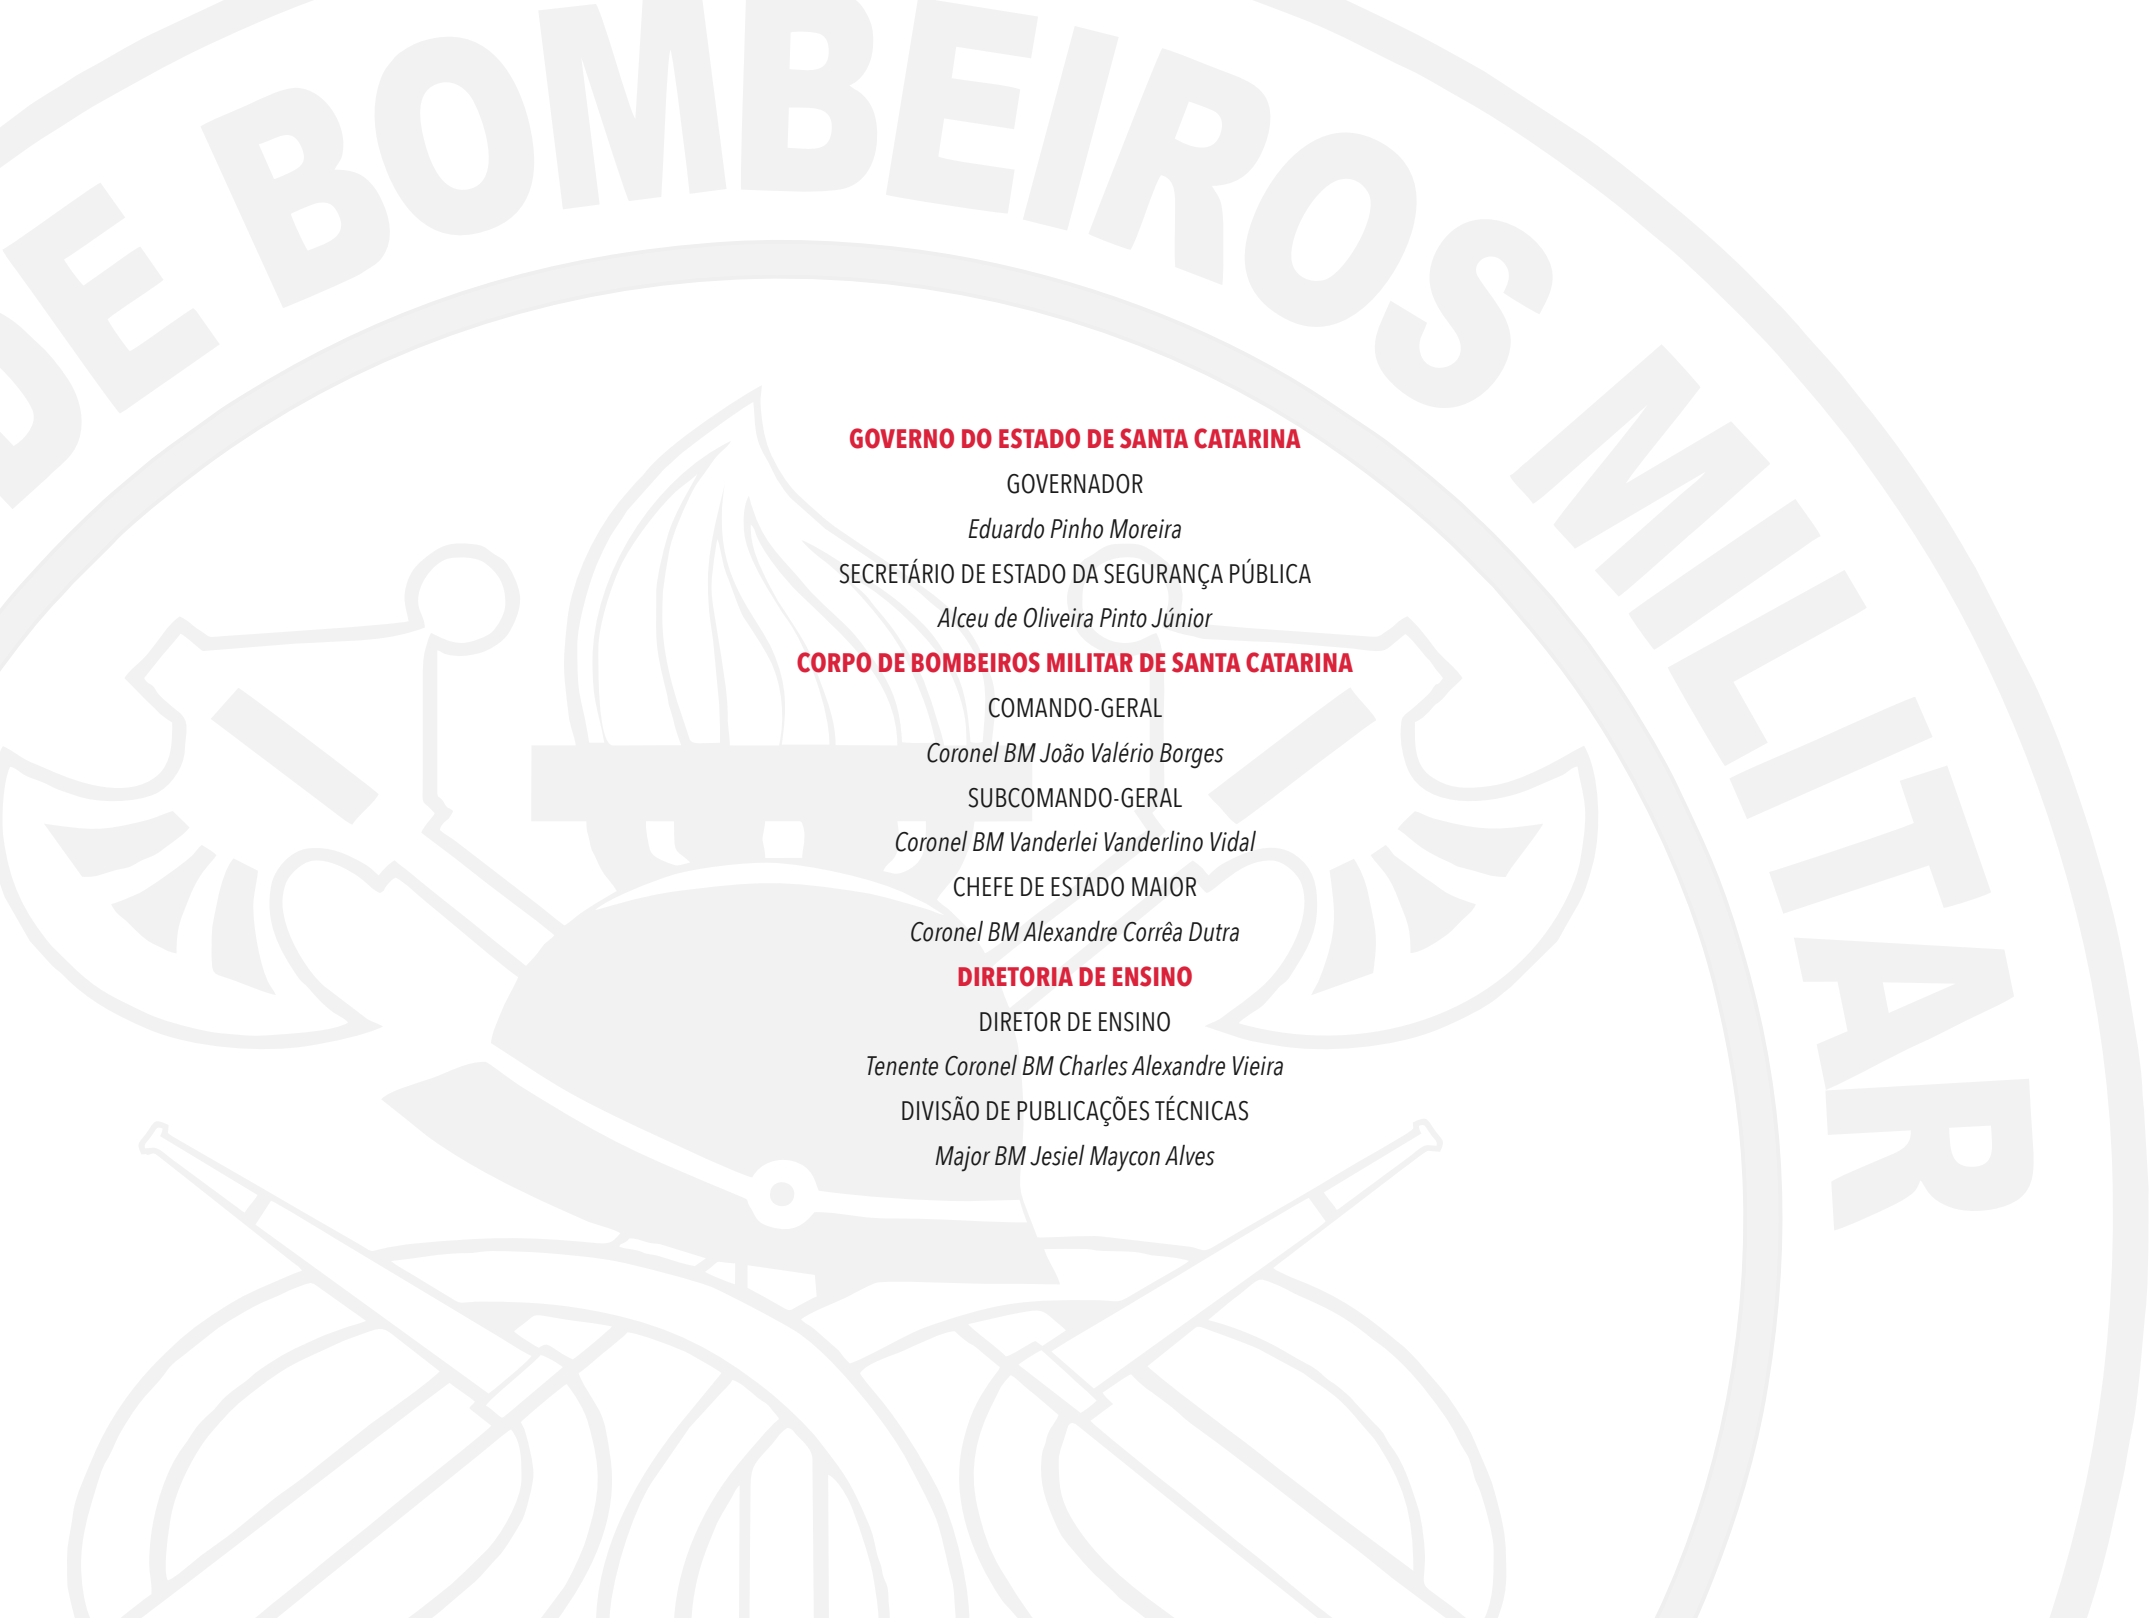 DE BOMBEIROS MILITAR
GOVERNO DO ESTADO DE SANTA CATARINA
GOVERNADOR
Eduardo Pinho Moreira
SECRETÁRIO DE ESTADO DA SEGURANÇA PÚBLICA
Alceu de Oliveira Pinto Júnior
CORPO DE BOMBEIROS MILITAR DE SANTA CATARINA
COMANDO-GERAL
Coronel BM João Valério Borges
SUBCOMANDO-GERAL
Coronel BM Vanderlei Vanderlino Vidal
CHEFE DE ESTADO MAIOR
Coronel BM Alexandre Corrêa Dutra
DIRETORIA DE ENSINO
DIRETOR DE ENSINO
Tenente Coronel BM Charles Alexandre Vieira
DIVISÃO DE PUBLICAÇÕES TÉCNICAS
Major BM Jesiel Maycon Alves